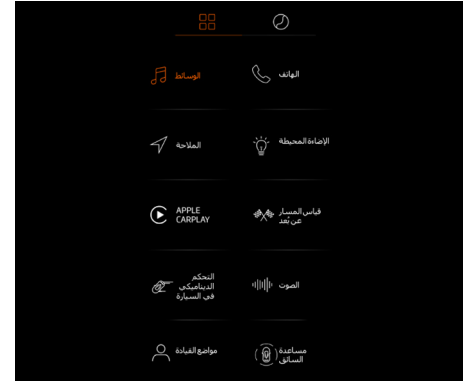 الهاتف
الوسائط
الإضاءة المحيطة
الملاحة
قياس المسار
عن بُعد
APPLE
CARPLAY
الصوت
التحكم
الديناميكي
في السيارة
مساعدة
السائق
مواضع القيادة